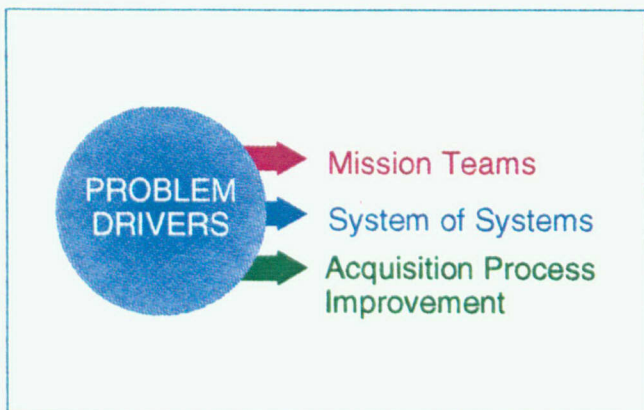 PROBLEM
DRIVERS
Mission Teams
System of Systems
Acquisition Process
Improvement